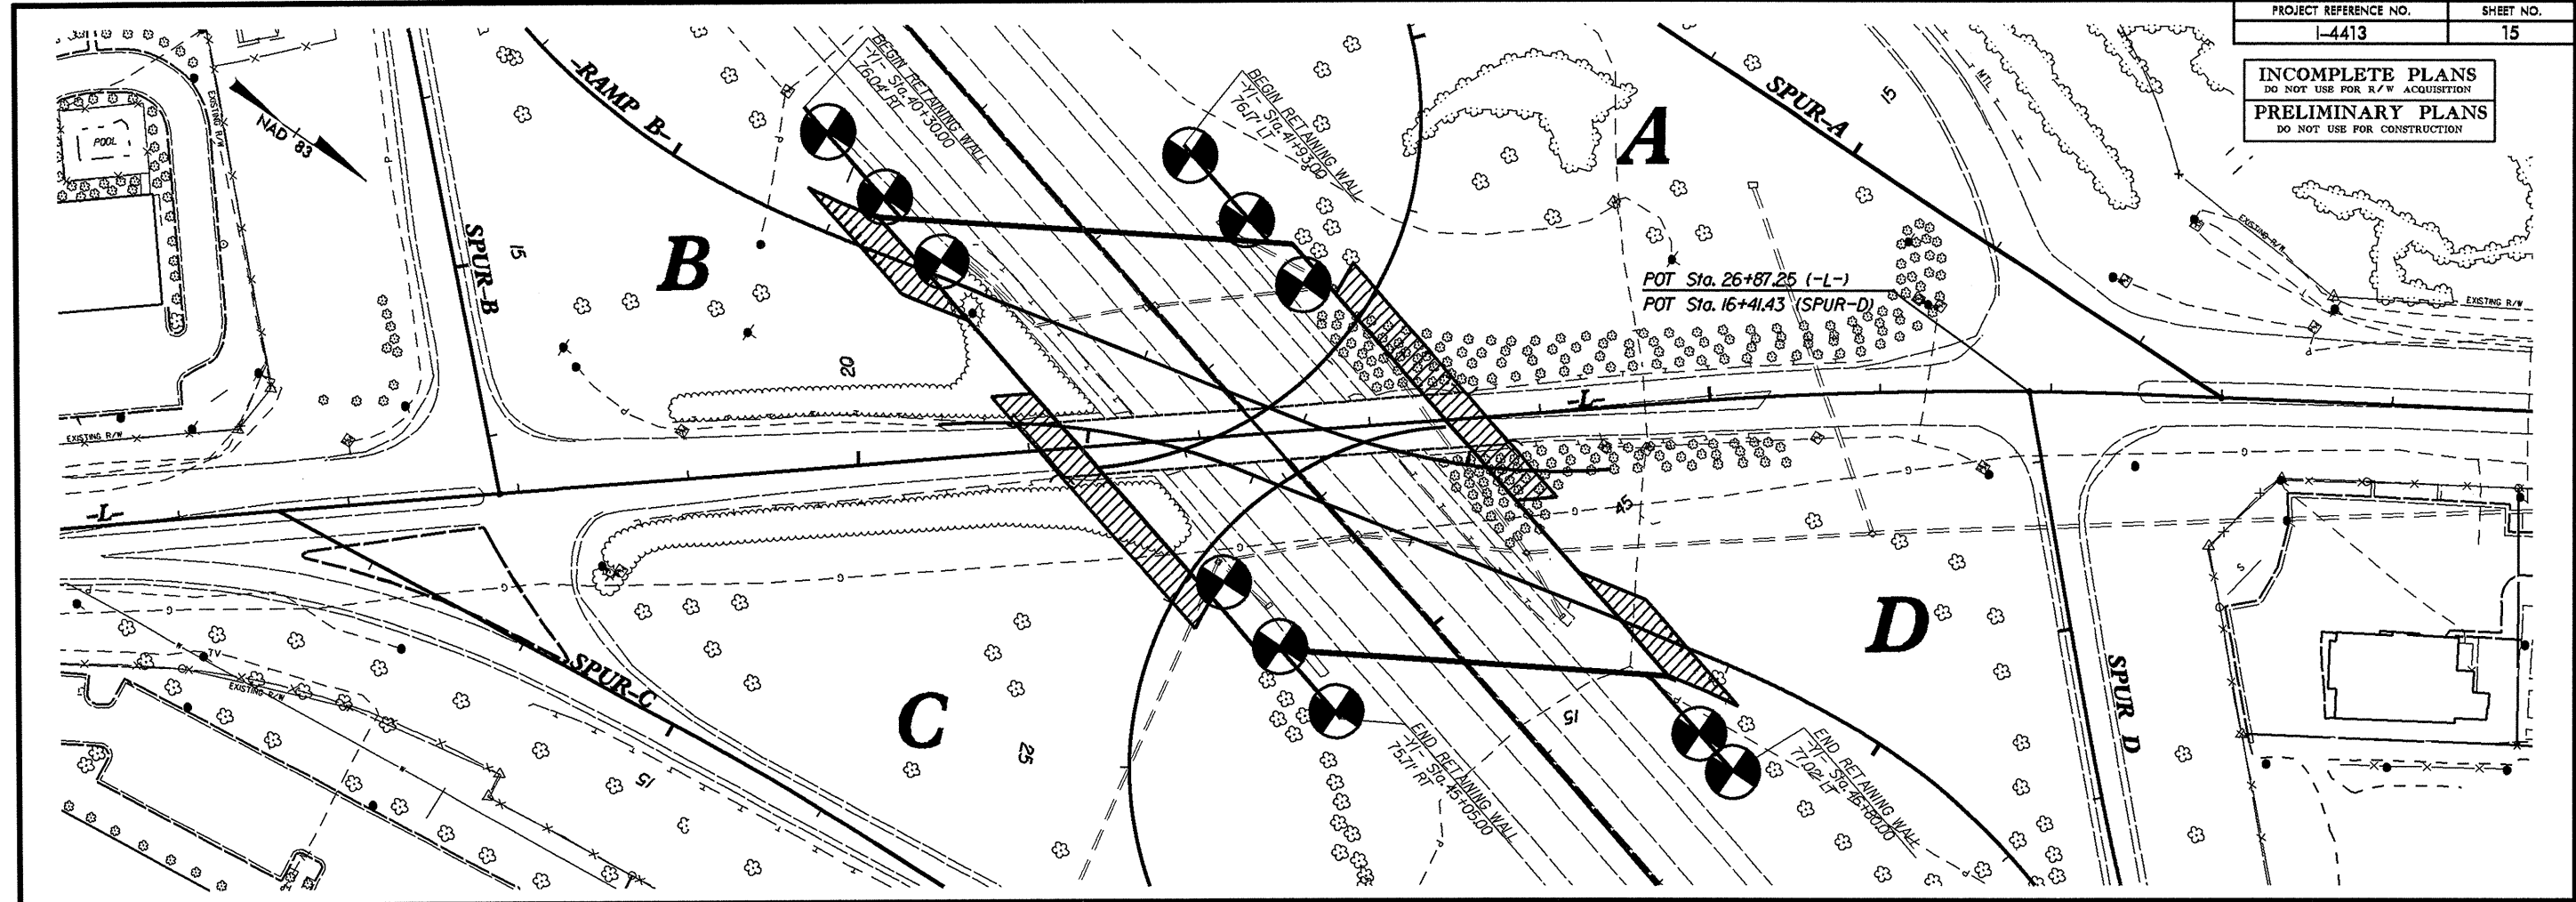 PROJECT REFERENCE NO.
SHEET NO.
I-4413
15
INCOMPLETE PLANS
DO NOT USE FOR R/W ACQUISITION
PRELIMINARY PLANS
DO NOT USE FOR CONSTRUCTION
POOL
EXISTING R/W
NAD 83
-RAMP B-
BEGIN RETAINING WALL
-Y1- Sta. 40+30.00
76.04' RT
BEGIN RETAINING WALL
-Y1- Sta. 41+93.00
76.17' LT
A
SPUR-A
15
MTL
EXISTING R/W
EXISTING R/W
SPUR-B
15
B
20
POT Sta. 26+87.25 (-L-)
POT Sta. 16+41.43 (SPUR-D)
-L-
EXISTING R/W
-L-
45
D
SPUR D
S
TV
EXISTING R/W
SPUR-C
C
25
15
15
END RETAINING WALL
-Y1- Sta. 45+05.00
75.71' RT
END RETAINING WALL
-Y1- Sta. 46+80.00
77.02' LT